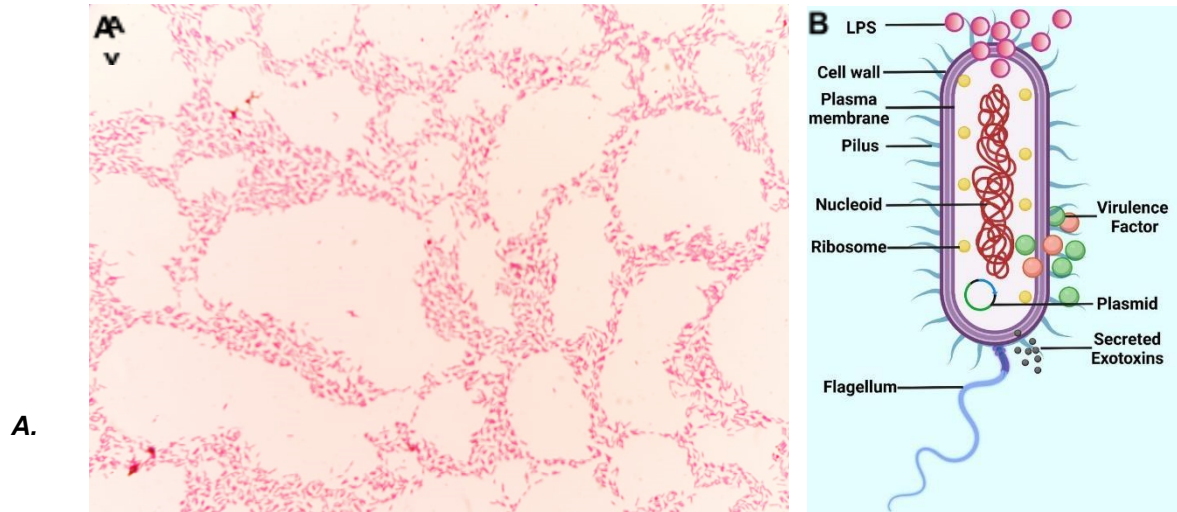 A
B
LPS
Cell wall
Plasma
membrane
Pilus
Nucleoid
Ribosome
Virulence
Factor
Plasmid
Secreted
Exotoxins
Flagellum
A.